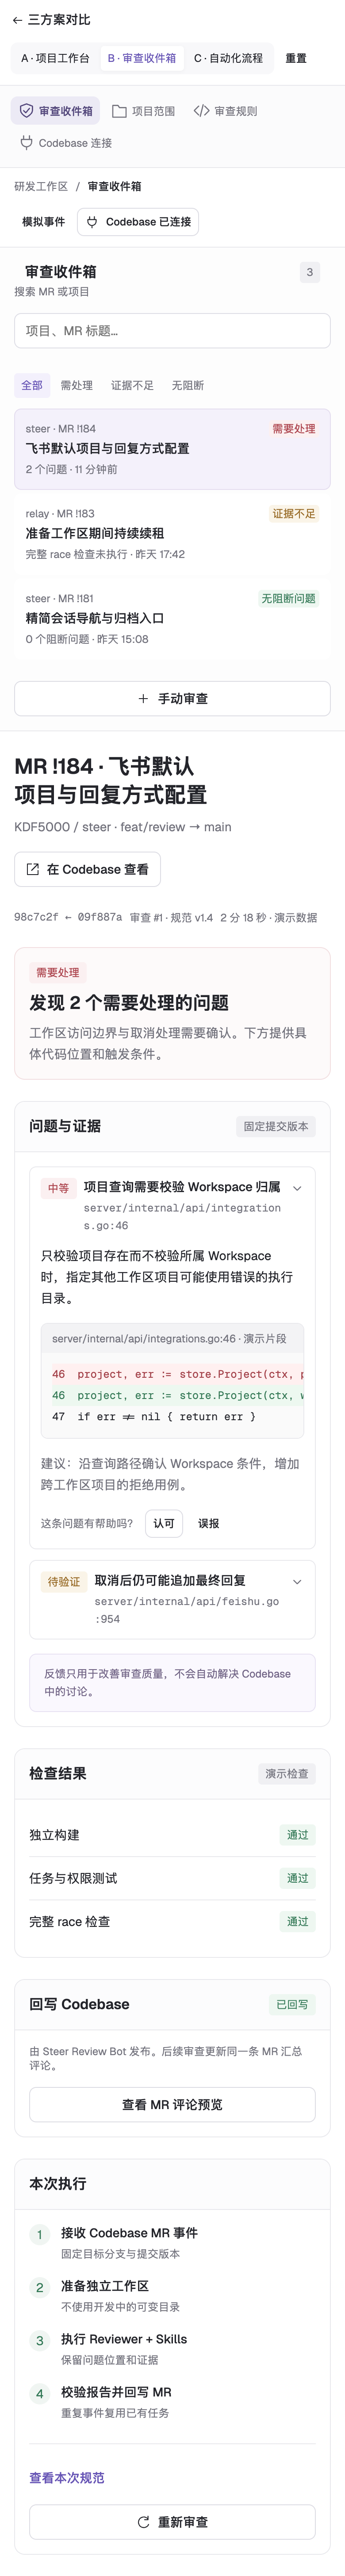 ← 三方案对比
A · 项目工作台 B · 审查收件箱 C · 自动化流程 重置
审查收件箱 项目范围 审查规则
Codebase 连接
研发工作区 / 审查收件箱
模拟事件 Codebase 已连接
审查收件箱 3
搜索 MR 或项目
项目、MR 标题...
全部 需处理 证据不足 无阻断
steer · MR !184 需要处理
飞书默认项目与回复方式配置
2 个问题 · 11 分钟前
relay · MR !183 证据不足
准备工作区期间持续续租
完整 race 检查未执行 · 昨天 17:42
steer · MR !181 无阻断问题
精简会话导航与归档入口
0 个阻断问题 · 昨天 15:08
+ 手动审查
MR !184 · 飞书默认
项目与回复方式配置
KDF5000 / steer · feat/review → main
在 Codebase 查看
98c7c2f ← 09f887a 审查 #1 · 规范 v1.4 2 分 18 秒 · 演示数据
需要处理
发现 2 个需要处理的问题
工作区访问边界与取消处理需要确认。下方提供具
体代码位置和触发条件。
问题与证据 固定提交版本
中等 项目查询需要校验 Workspace 归属
server/internal/api/integration
s.go:46
只校验项目存在而不校验所属 Workspace
时，指定其他工作区项目可能使用错误的执行
目录。
server/internal/api/integrations.go:46 · 演示片段
46 project, err := store.Project(ctx, p
46 project, err := store.Project(ctx, w
47 if err != nil { return err }
建议：沿查询路径确认 Workspace 条件，增加
跨工作区项目的拒绝用例。
这条问题有帮助吗？ 认可 误报
待验证 取消后仍可能追加最终回复
server/internal/api/feishu.go
:954
反馈只用于改善审查质量，不会自动解决 Codebase
中的讨论。
检查结果 演示检查
独立构建 通过
任务与权限测试 通过
完整 race 检查 通过
回写 Codebase 已回写
由 Steer Review Bot 发布。后续审查更新同一条 MR 汇总
评论。
查看 MR 评论预览
本次执行
1 接收 Codebase MR 事件
固定目标分支与提交版本
2 准备独立工作区
不使用开发中的可变目录
3 执行 Reviewer + Skills
保留问题位置和证据
4 校验报告并回写 MR
重复事件复用已有任务
查看本次规范
重新审查